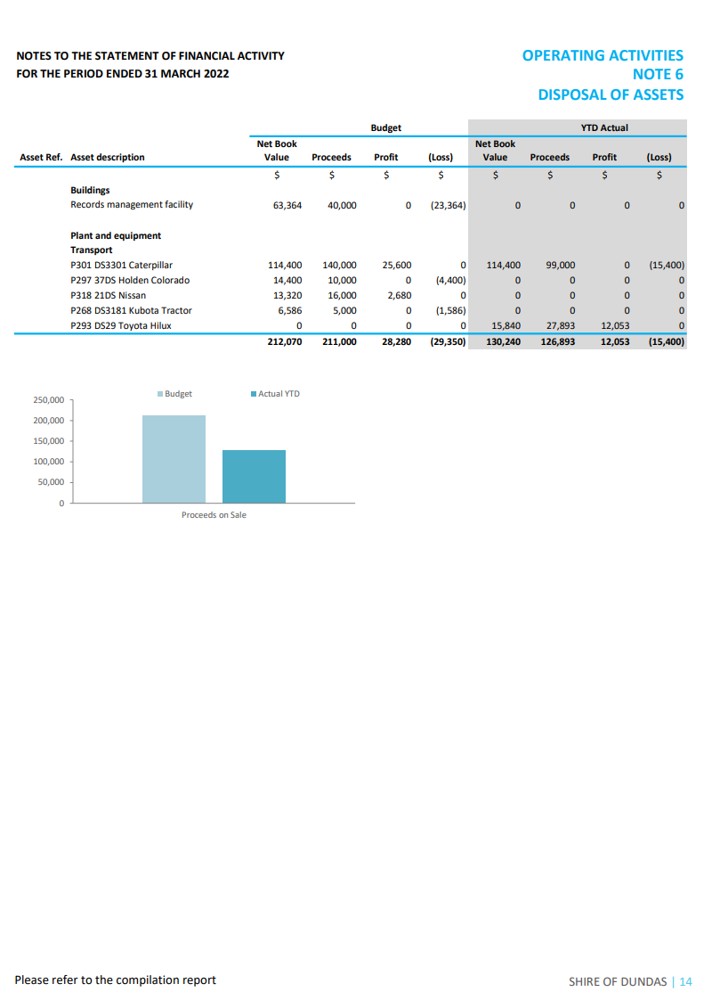 NOTES TO THE STATEMENT OF FINANCIAL ACTIVITY
FOR THE PERIOD ENDED 31 MARCH 2022
OPERATING ACTIVITIES
NOTE 6
DISPOSAL OF ASSETS
Budget YTD Actual
Net Book Net Book
Asset Ref. Asset description Value Proceeds Profit (Loss) Value Proceeds Profit (Loss)
$ $ $ $ $ $ $ $
Buildings
Records management facility 63,364 40,000 0 (23,364) 0 0 0 0
Plant and equipment
Transport
P301 DS3301 Caterpillar 114,400 140,000 25,600 0 114,400 99,000 0 (15,400)
P297 37DS Holden Colorado 14,400 10,000 0 (4,400) 0 0 0 0
P318 21DS Nissan 13,320 16,000 2,680 0 0 0 0 0
P268 DS3181 Kubota Tractor 6,586 5,000 0 (1,586) 0 0 0 0
P293 DS29 Toyota Hilux 0 0 0 0 15,840 27,893 12,053 0
212,070 211,000 28,280 (29,350) 130,240 126,893 12,053 (15,400)
Budget Actual YTD
250,000
200,000
150,000
100,000
50,000
0
Proceeds on Sale
Please refer to the compilation report
SHIRE OF DUNDAS | 14